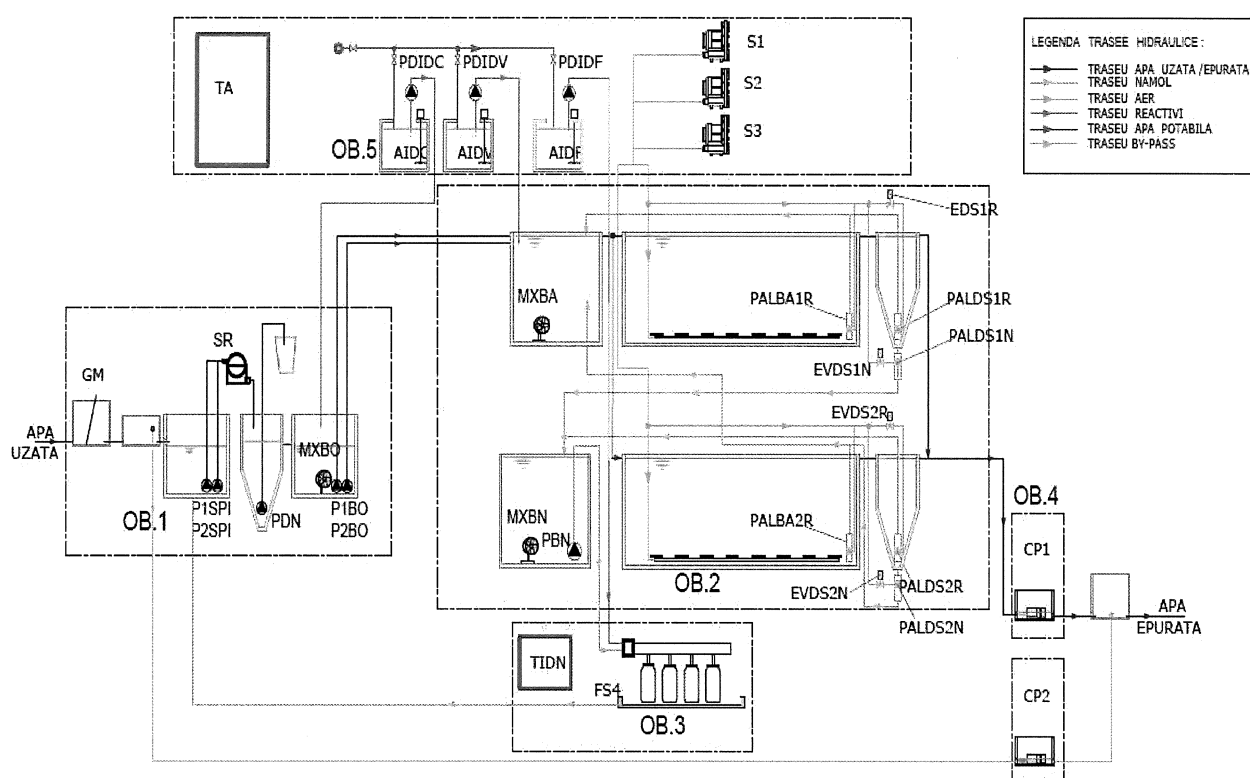 LEGENDA TRASEE HIDRAULICE :
TRASEU APA UZATA/EPURATA
TRASEU NAMOL
TRASEU AER
TRASEU REACTIVI
TRASEU APA POTABILA
TRASEU BY-PASS
TA
PDIDC
PDIDV
PDIDF
S1
S2
S3
OB.5
AIDC
AIDV
AIDF
EDS1R
MXBA
PALBA1R
PALDS1R
PALDS1N
EVDS1N
SR
GM
APA
UZATA
MXBO
P1SPI
P2SPI
PDN
P1BO
P2BO
OB.1
EVDS2R
MXBN
PBN
PALBA2R
OB.2
EVDS2N
PALDS2R
PALDS2N
OB.4
CP1
APA
EPURATA
TIDN
FS4
OB.3
CP2